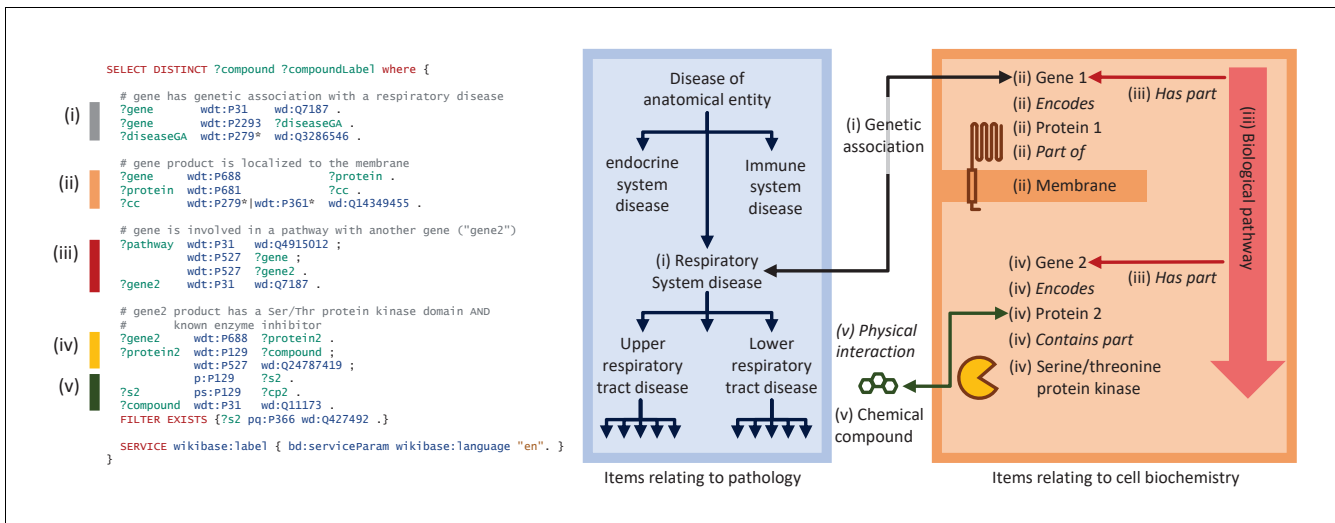 SELECT DISTINCT ?compound ?compoundLabel where {
# gene has genetic association with a respiratory disease
(i)
?gene wdt:P31 wd:Q7187 .
?gene wdt:P2293 ?diseaseGA .
?diseaseGA wdt:P279* wd:Q3286546 .
# gene product is localized to the membrane
(ii)
?gene wdt:P688 ?protein .
?protein wdt:P681 ?cc .
?cc wdt:P279*|wdt:P361* wd:Q14349455 .
# gene is involved in a pathway with another gene ("gene2")
(iii)
?pathway wdt:P31 wd:Q4915012 ;
wdt:P527 ?gene ;
wdt:P527 ?gene2 .
?gene2 wdt:P31 wd:Q7187 .
# gene2 product has a Ser/Thr protein kinase domain AND
# known enzyme inhibitor
(iv)
?gene2 wdt:P688 ?protein2 .
?protein2 wdt:P129 ?compound ;
wdt:P527 wd:Q24787419 ;
(v)
p:P129 ?s2 .
?s2 ps:P129 ?cp2 .
?compound wdt:P31 wd:Q11173 .
FILTER EXISTS {?s2 pq:P366 wd:Q427492 .}
SERVICE wikibase:label { bd:serviceParam wikibase:language "en". }
}
Disease of
anatomical entity
endocrine
system
disease
Immune
system
disease
(i) Respiratory
System disease
Upper
respiratory
tract disease
Lower
respiratory
tract disease
Items relating to pathology
(i) Genetic
association
(v) Physical
interaction
(v) Chemical
compound
(ii) Gene 1
(iii) Has part
(ii) Encodes
(ii) Protein 1
(ii) Part of
(ii) Membrane
(iii) Biological pathway
(iv) Gene 2
(iii) Has part
(iv) Encodes
(iv) Protein 2
(iv) Contains part
(iv) Serine/threonine
protein kinase
Items relating to cell biochemistry